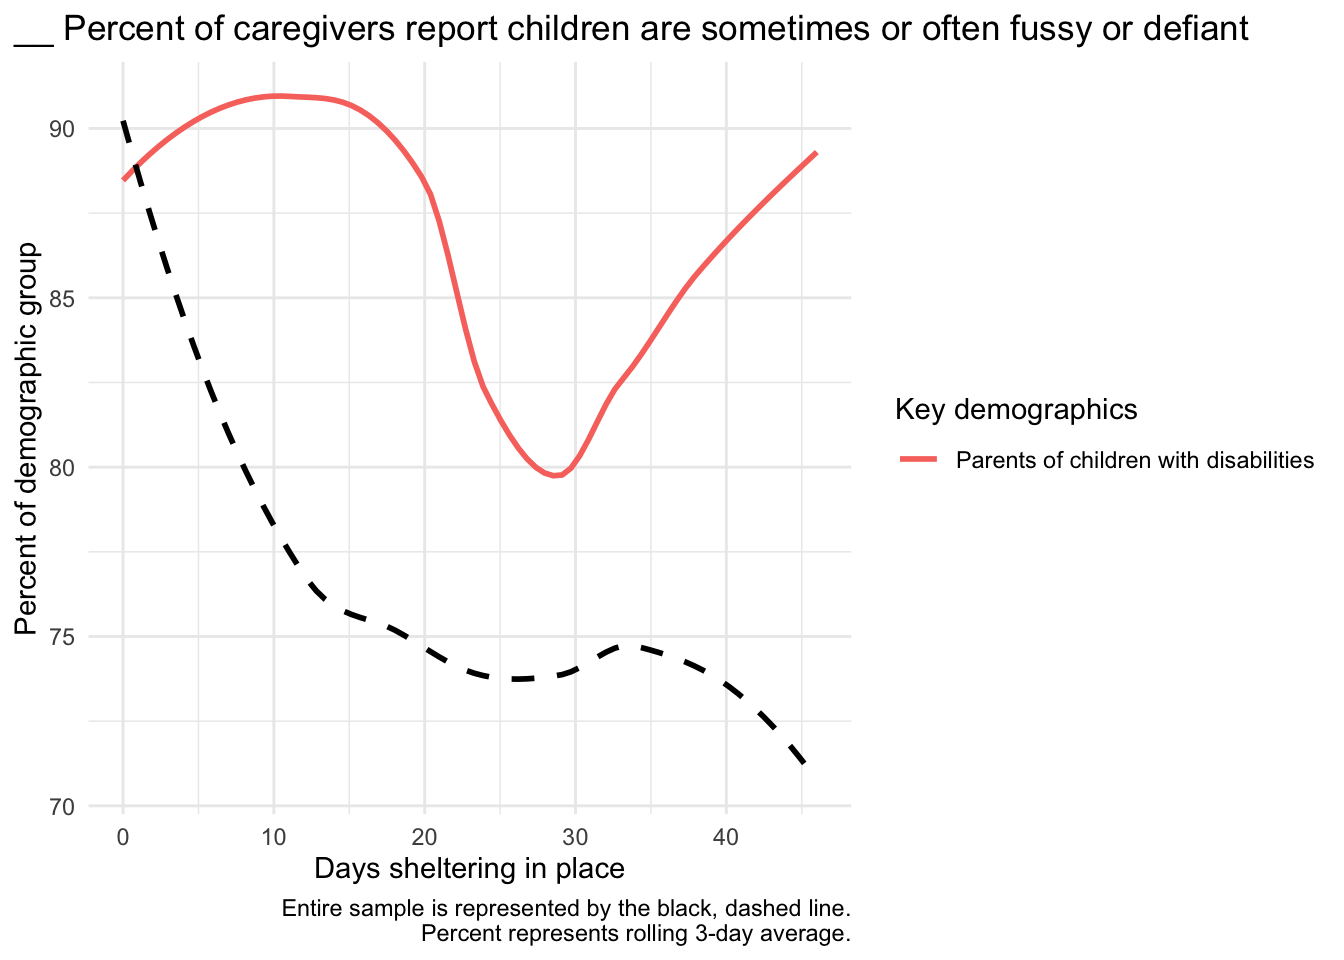 __ Percent of caregivers report children are sometimes or often fussy or defiant
Percent of demographic group
90
85
80
75
70
0 10 20 30 40
Days sheltering in place
Key demographics
Parents of children with disabilities
Entire sample is represented by the black, dashed line.
Percent represents rolling 3-day average.